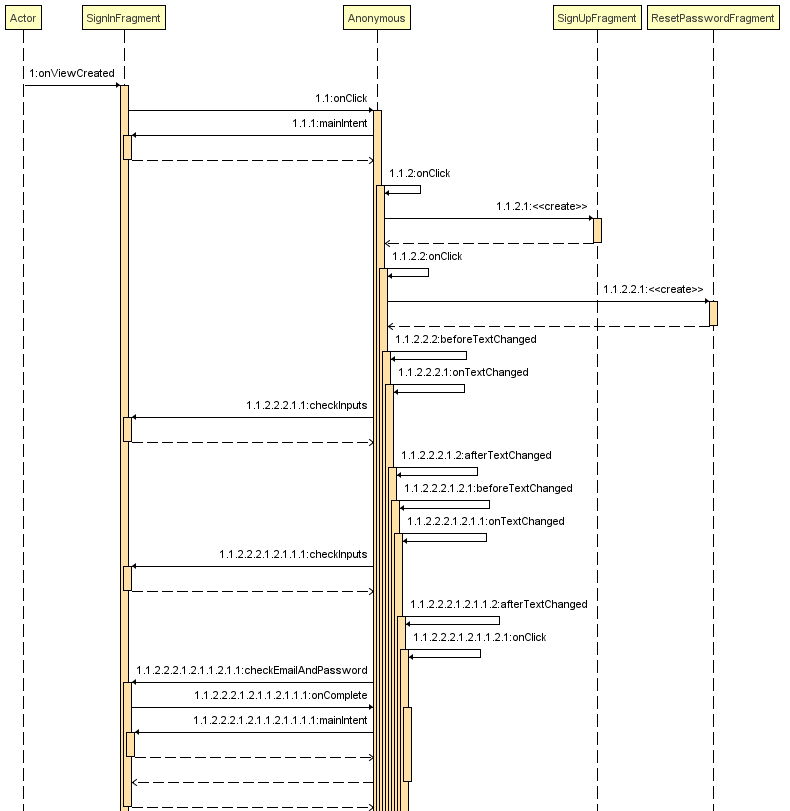 Actor
SignInFragment
Anonymous
SignUpFragment
ResetPasswordFragment
1:onViewCreated
1.1:onClick
1.1.1:mainIntent
1.1.2:onClick
1.1.2.1:<<create>>
1.1.2.2:onClick
1.1.2.2.1:<<create>>
1.1.2.2.2:beforeTextChanged
1.1.2.2.2.1:onTextChanged
1.1.2.2.2.1.1:checkInputs
1.1.2.2.2.1.2:afterTextChanged
1.1.2.2.2.1.2.1:beforeTextChanged
1.1.2.2.2.1.2.1.1:onTextChanged
1.1.2.2.2.1.2.1.1.1:checkInputs
1.1.2.2.2.1.2.1.1.2:afterTextChanged
1.1.2.2.2.1.2.1.1.2.1:onClick
1.1.2.2.2.1.2.1.1.2.1.1:checkEmailAndPassword
1.1.2.2.2.1.2.1.1.2.1.1.1:onComplete
1.1.2.2.2.1.2.1.1.2.1.1.1.1:mainIntent